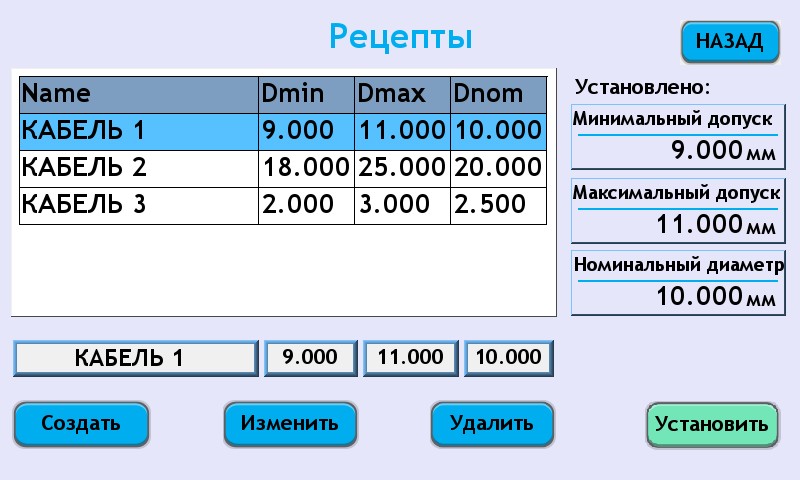 Рецепты
НАЗАД
Name Dmin Dmax Dnom
КАБЕЛЬ 1 9.000 11.000 10.000
КАБЕЛЬ 2 18.000 25.000 20.000
КАБЕЛЬ 3 2.000 3.000 2.500
Установлено:
Минимальный допуск
9.000 мм
Максимальный допуск
11.000 мм
Номинальный диаметр
10.000 мм
КАБЕЛЬ 1 9.000 11.000 10.000
Создать Изменить Удалить Установить